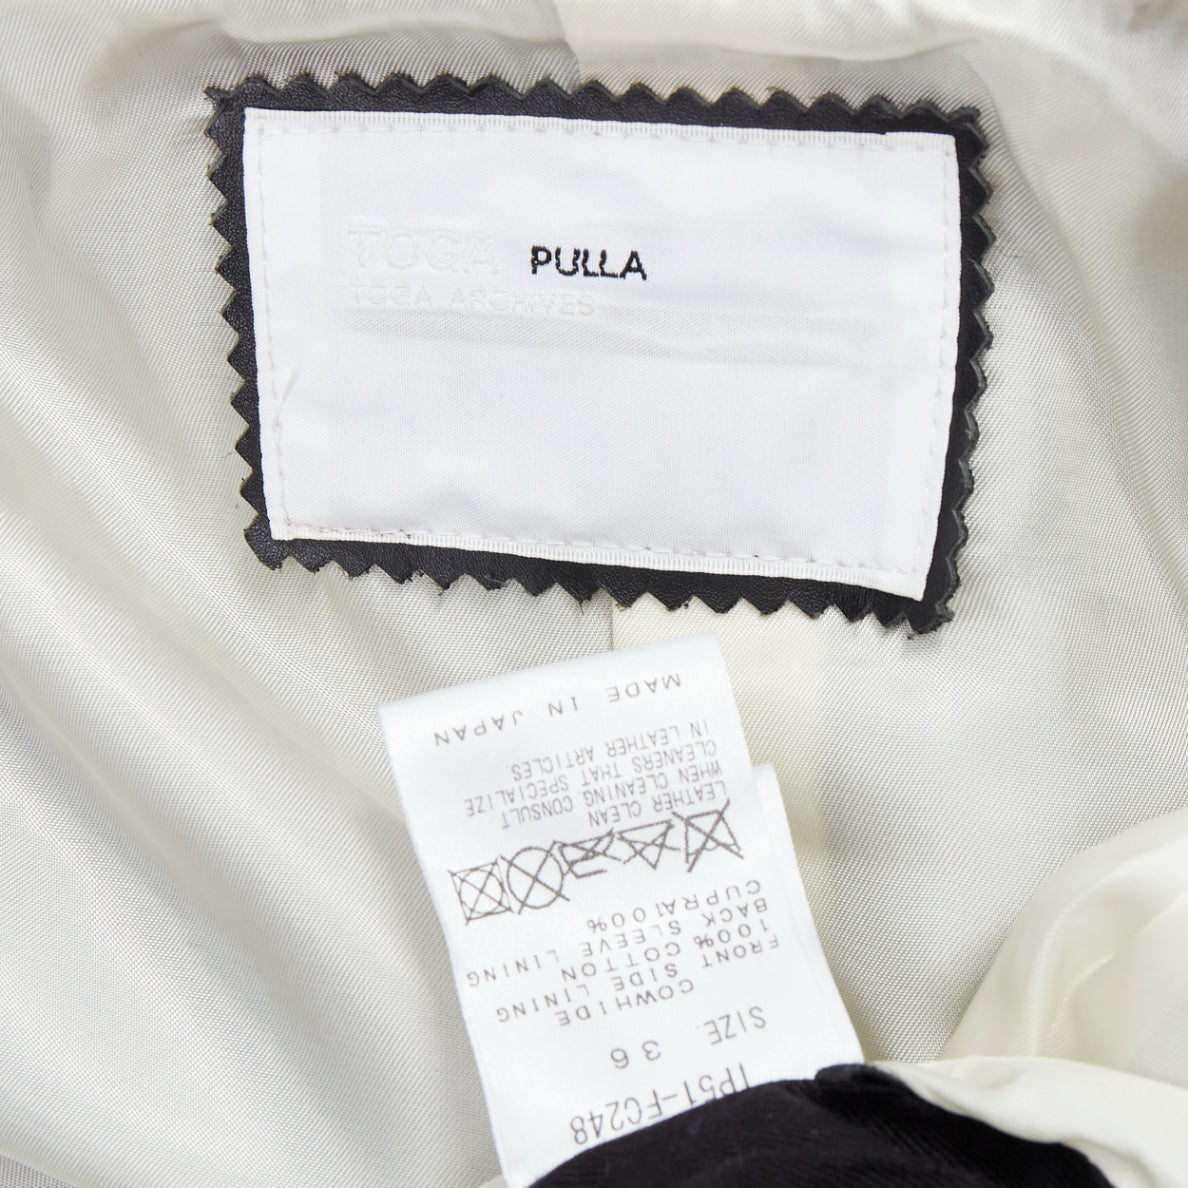 TOGA PULLA
TOGA ARCHIVES
TP51-FC248
SIZE. 36
COWHIDE
FRONT SIDE LINING
100% COTTON
BACK SLEEVE LINING
CUPRA100%
LEATHER CLEAN
WHEN CLEANING CONSULT
CLEANERS THAT SPECIALIZE
IN LEATHER ARTICLES
MADE IN JAPAN